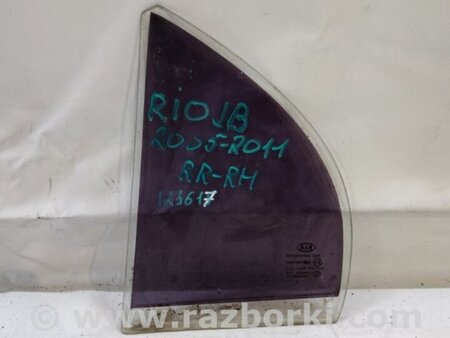 RIO JB
2005-2011
RR-RH
123617
KIA
www.razborki.com